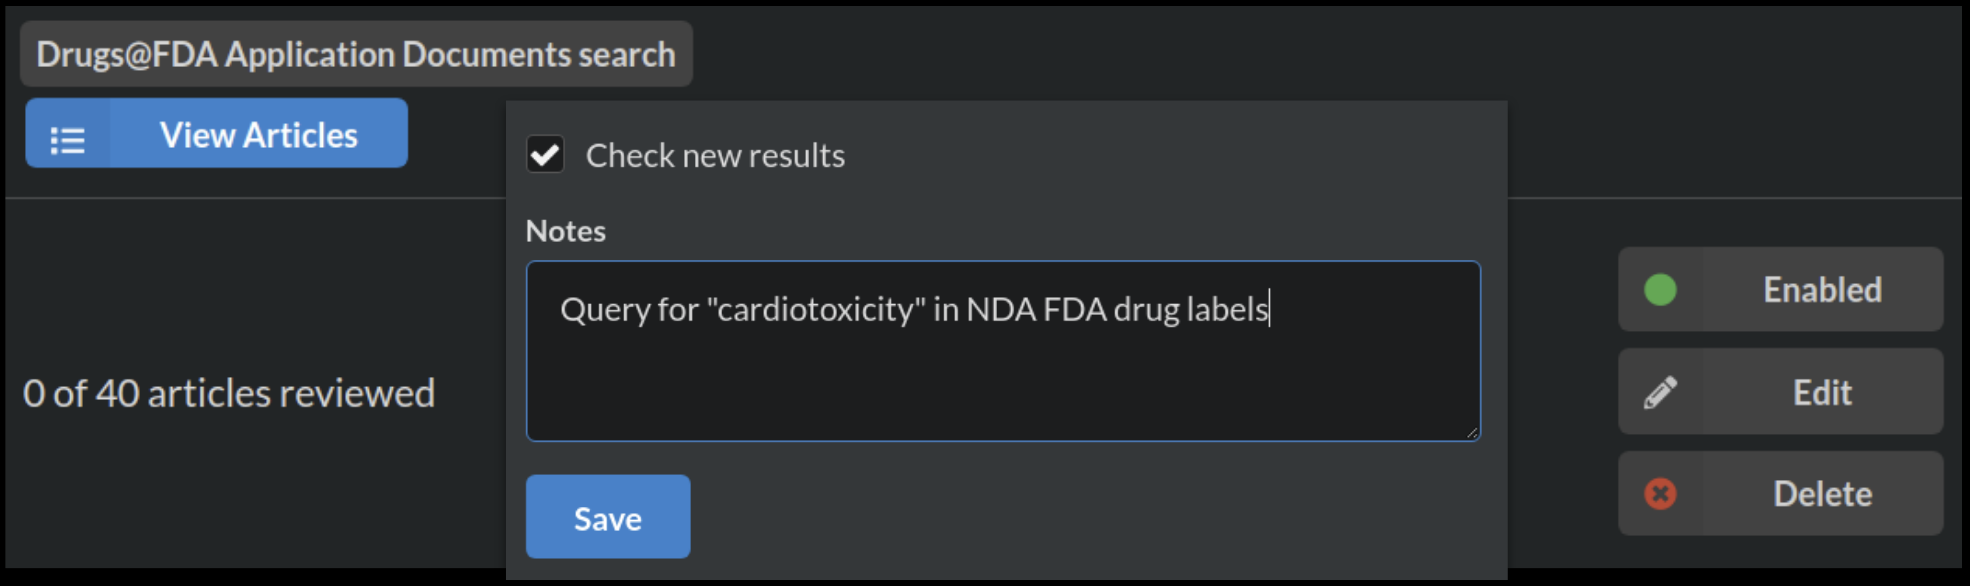 Drugs@FDA Application Documents search
View Articles
Check new results
Notes
Query for "cardiotoxicity" in NDA FDA drug labels
Save
0 of 40 articles reviewed
Enabled
Edit
Delete